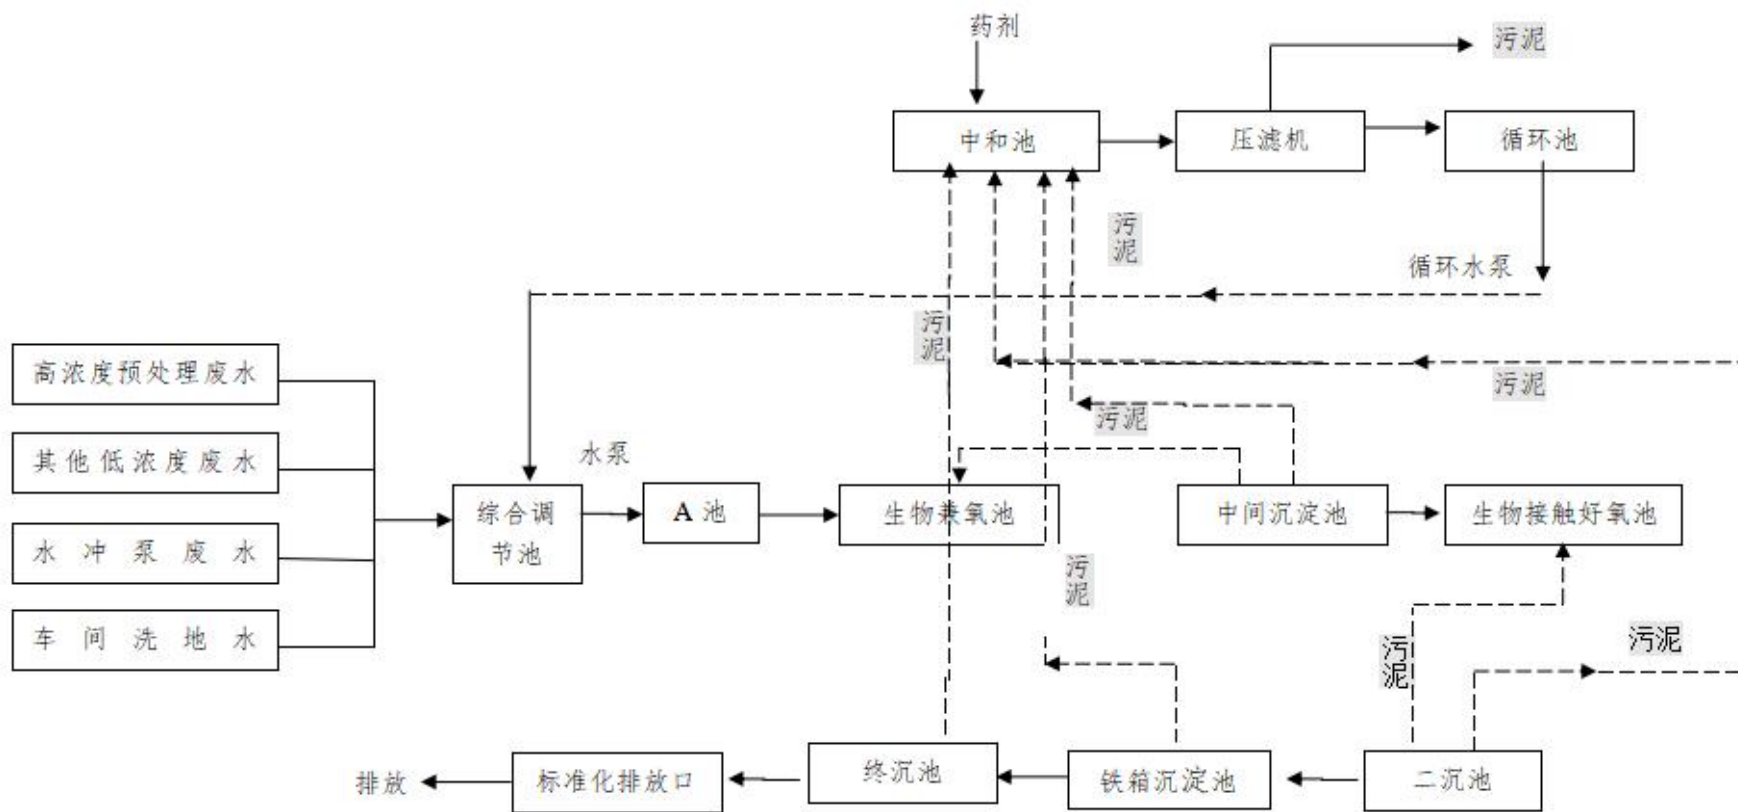 药剂
污泥
中和池
压滤机
循环池
污
泥
循环水泵
污
泥
高浓度预处理废水
污泥
污泥
其他低浓度废水
水泵
综合调
节池
A 池
生物兼氧池
中间沉淀池
生物接触好氧池
水冲泵废水
污
泥
车间洗地水
污
泥
污泥
排放
标准化排放口
终沉池
铁箱沉淀池
二沉池